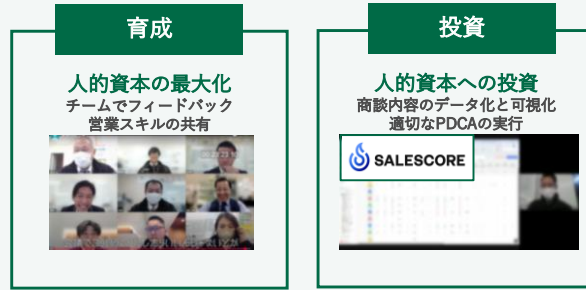 育成
人的資本の最大化
チームでフィードバック
営業スキルの共有
投資
人的資本への投資
商談内容のデータ化と可視化
適切なPDCAの実行
SALESCORE